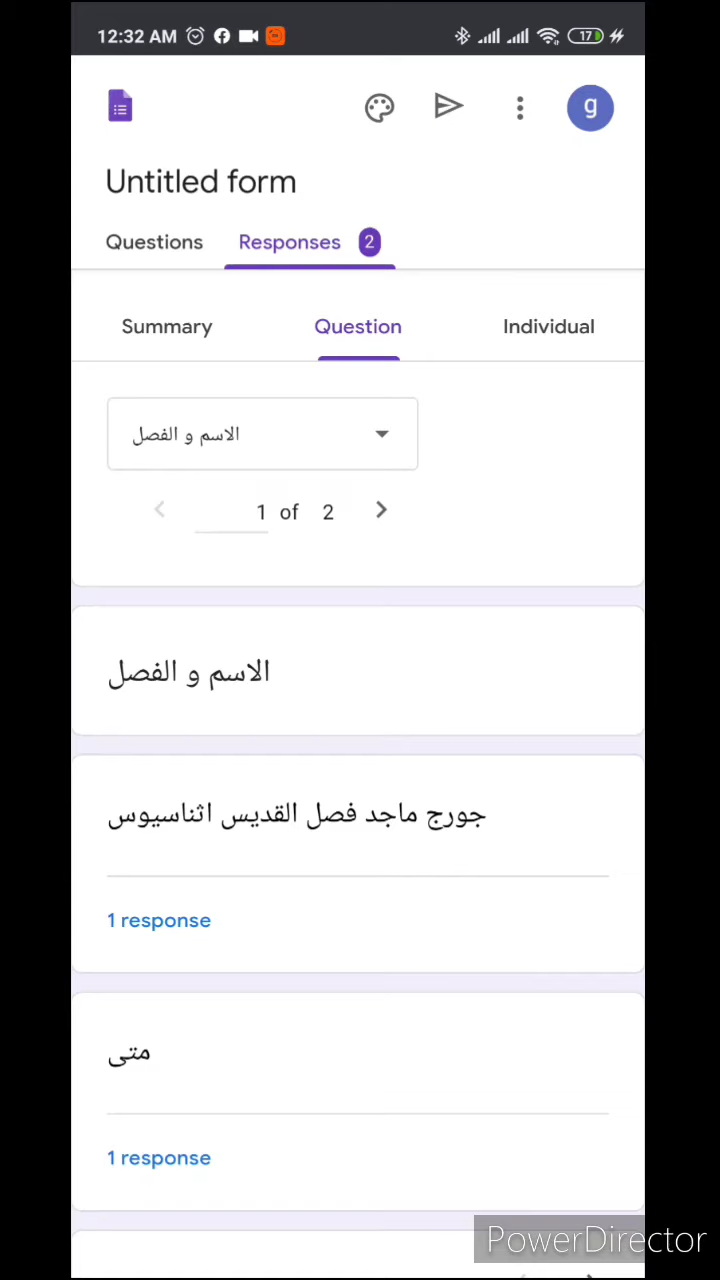 12:32 AM
17
g
Untitled form
Questions
Responses 2
Summary
Question
Individual
الاسم و الفصل
1 of 2
الاسم و الفصل
جورج ماجد فصل القديس اثناسيوس
1 response
متى
1 response
PowerDirector